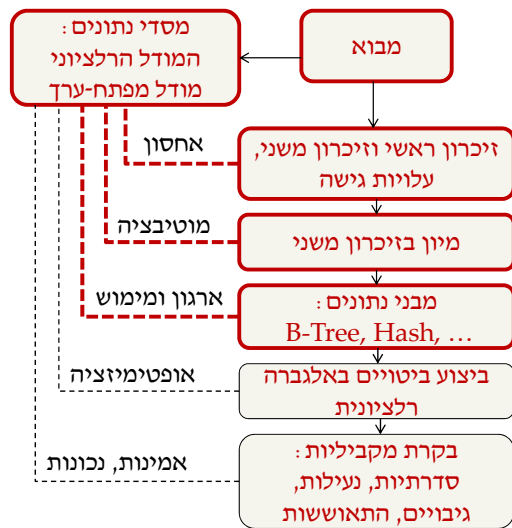 מבוא
מסדי נתונים:
המודל הרלציוני
מודל מפתח-ערך
אחסון
זיכרון ראשי וזיכרון משני,
עלויות גישה
מוטיבציה
מיון בזיכרון משני
ארגון ומימוש
מבני נתונים:
B-Tree, Hash, …
אופטימיזציה
ביצוע ביטויים באלגברה
רלציונית
אמינות, נכונות
בקרת מקביליות:
סדרתיות, נעילות,
גיבויים, התאוששות